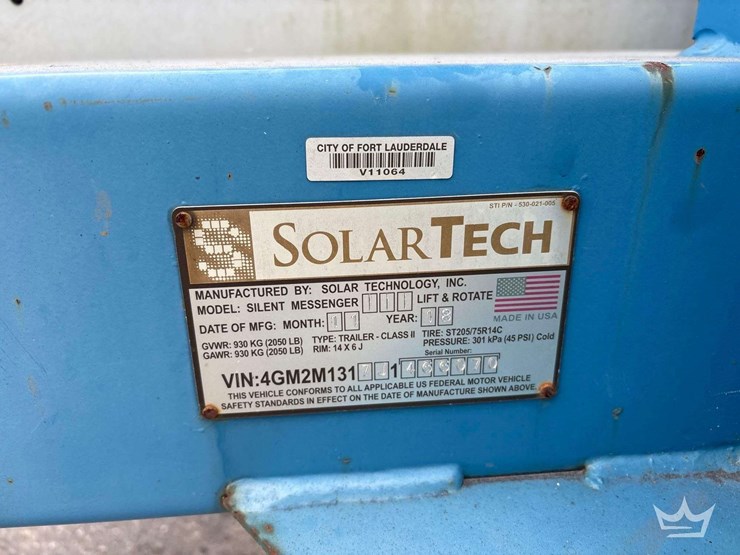 CITY OF FORT LAUDERDALE
V11064
STI P/N - 530-021-005
SOLARTECH
MANUFACTURED BY: SOLAR TECHNOLOGY, INC.
MODEL: SILENT MESSENGER III LIFT & ROTATE
DATE OF MFG: MONTH: YEAR:
MADE IN USA
GVWR: 930 KG (2050 LB) TYPE: TRAILER - CLASS II TIRE: ST205/75R14C
GAWR: 930 KG (2050 LB) RIM: 14 X 6 J PRESSURE: 301 kPa (45 PSI) Cold
Serial Number:
VIN:4GM2M131
THIS VEHICLE CONFORMS TO ALL APPLICABLE US FEDERAL MOTOR VEHICLE
SAFETY STANDARDS IN EFFECT ON THE DATE OF MANUFACTURE SHOWN ABOVE.